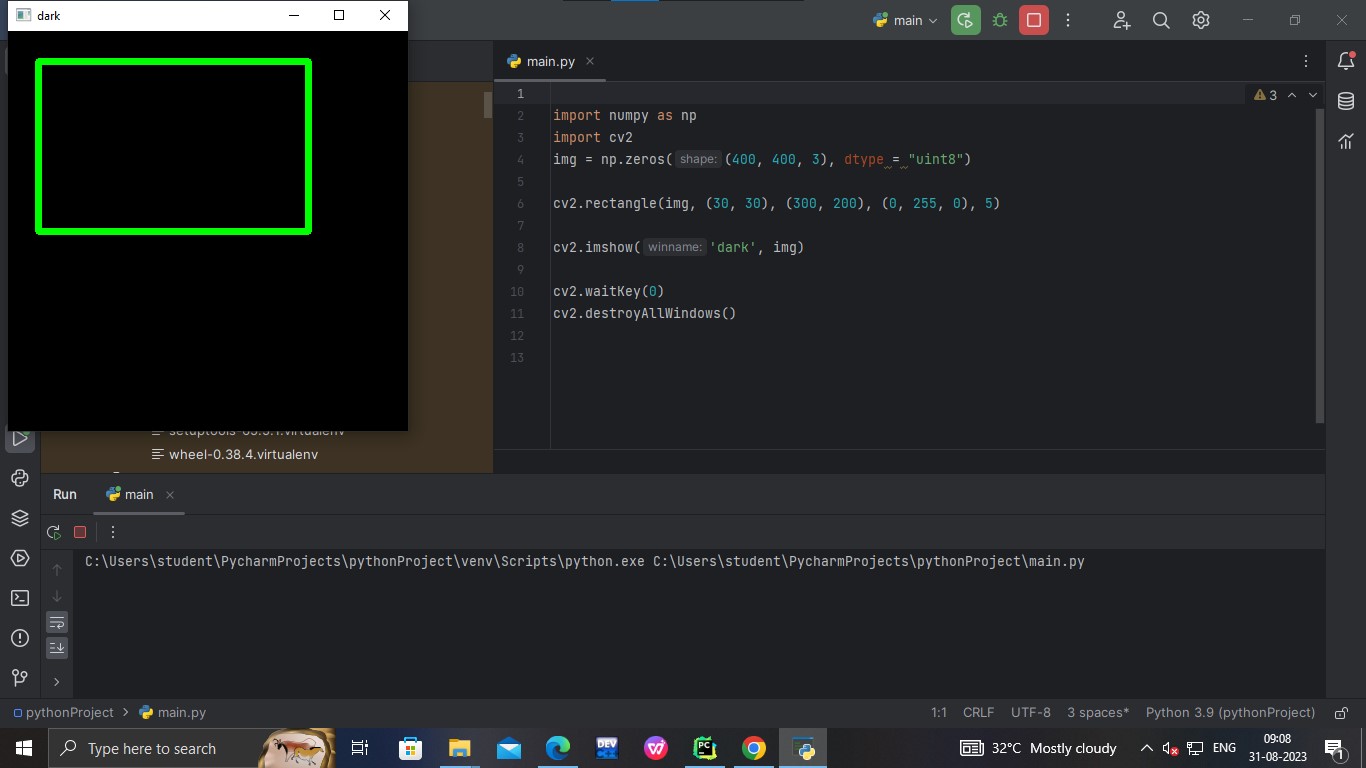 dark
main
main.py
3
1
2 import numpy as np
3 import cv2
4 img = np.zeros( shape: (400, 400, 3), dtype = "uint8")
5
6 cv2.rectangle(img, (30, 30), (300, 200), (0, 255, 0), 5)
7
8 cv2.imshow( winname: 'dark', img)
9
10 cv2.waitKey(0)
11 cv2.destroyAllWindows()
12
13
wheel-0.38.4.virtualenv
Run main
C:\Users\student\PycharmProjects\pythonProject\venv\Scripts\python.exe C:\Users\student\PycharmProjects\pythonProject\main.py
pythonProject > main.py 1:1 CRLF UTF-8 3 spaces* Python 3.9 (pythonProject)
Type here to search DEV PC 32°C Mostly cloudy ENG 09:08
31-08-2023 1